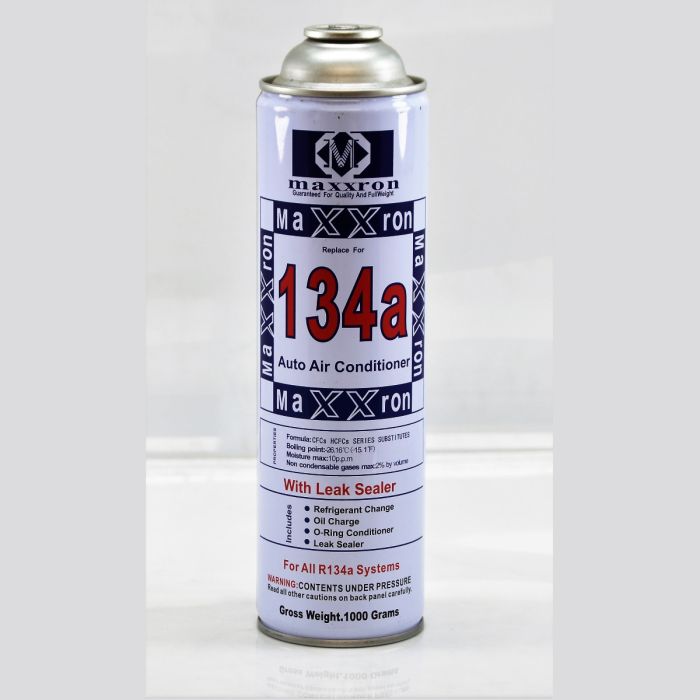 M
maxxron
Guaranteed For Quality And FullWeight
MaXXron
Replace For
MaXXron
134a
MaXXron
Auto Air Conditioner
MaXXron
PROPERTIES
Formula:CFCs HCFCs SERIES SUBSTITUTES
Boiling point:-26.16℃(-15.1℉)
Moisture max:10p.p.m
Non condensable gases max:2% by volume
With Leak Sealer
Includes
● Refrigerant Change
● Oil Charge
● O-Ring Conditioner
● Leak Sealer
For All R134a Systems
WARNING:CONTENTS UNDER PRESSURE
Read all other cautions on back panel carefully.
Gross Weight.1000 Grams